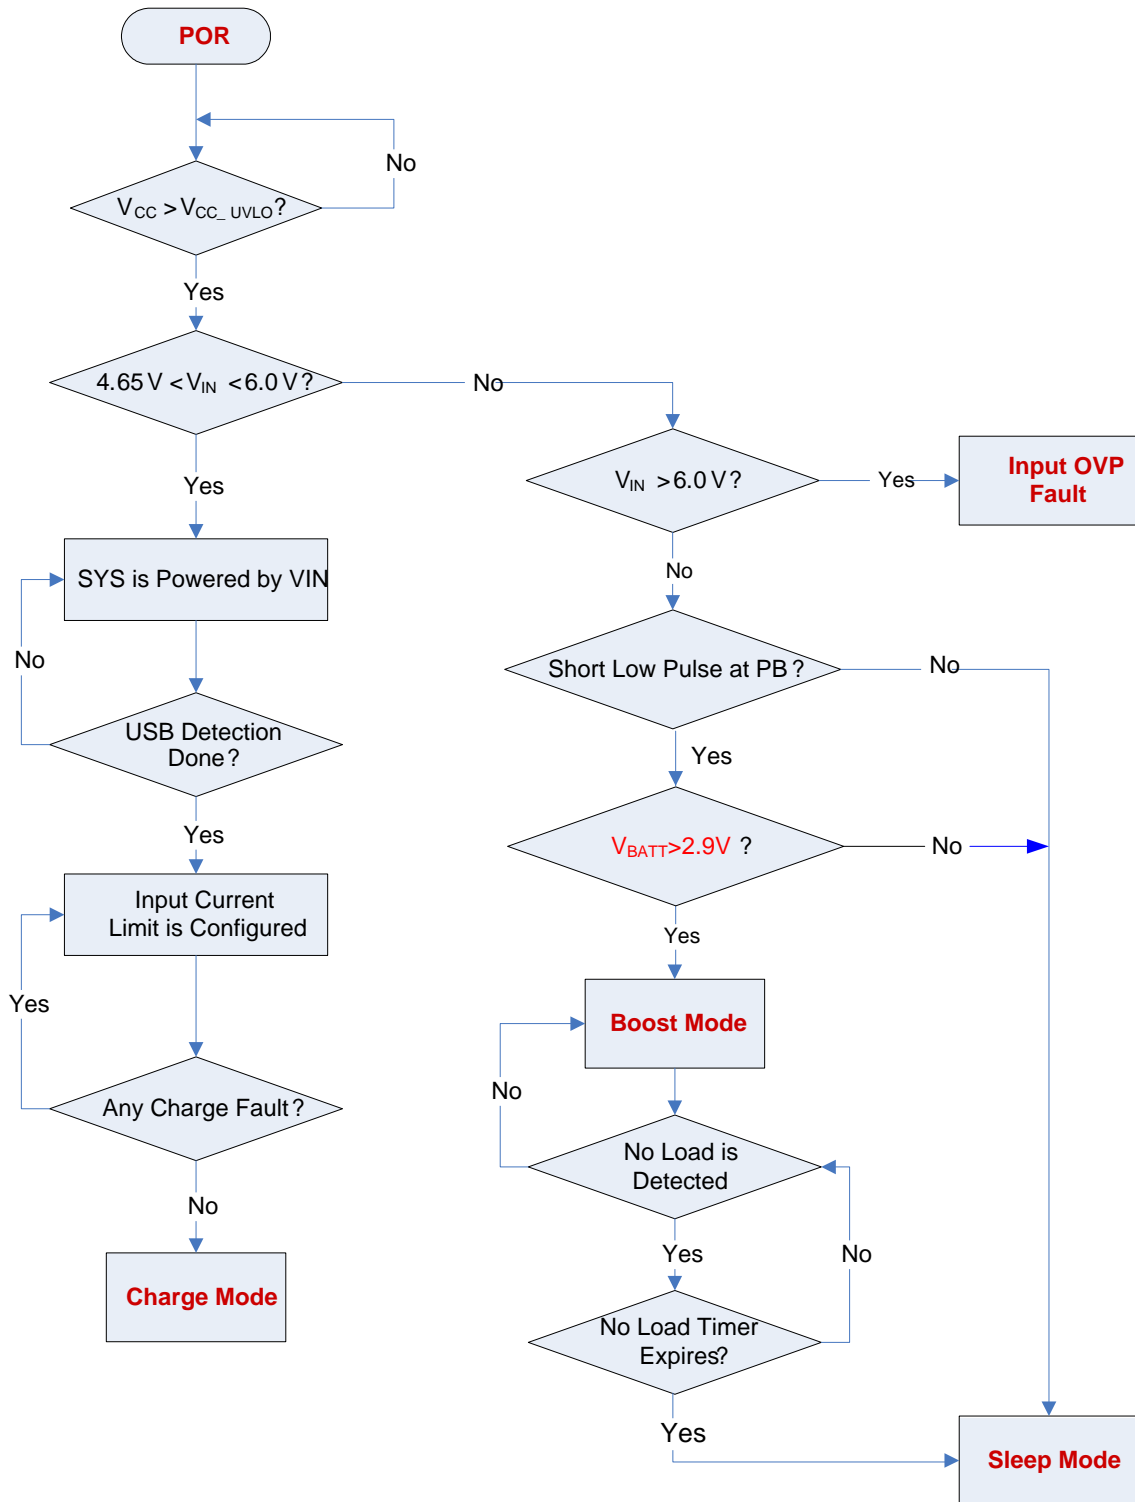 POR
No
VCC > VCC_ UVLO ?
Yes
4.65 V < VIN < 6.0 V ?
No
Yes
VIN > 6.0 V ?
Yes
Input OVP
Fault
No
SYS is Powered by VIN
No
Short Low Pulse at PB ?
No
Yes
USB Detection
Done ?
Yes
VBATT>2.9V ?
No
Input Current
Limit is Configured
Yes
Yes
Boost Mode
No
Any Charge Fault ?
No
No Load is
Detected
Yes
No
Charge Mode
No Load Timer
Expires?
Yes
Sleep Mode